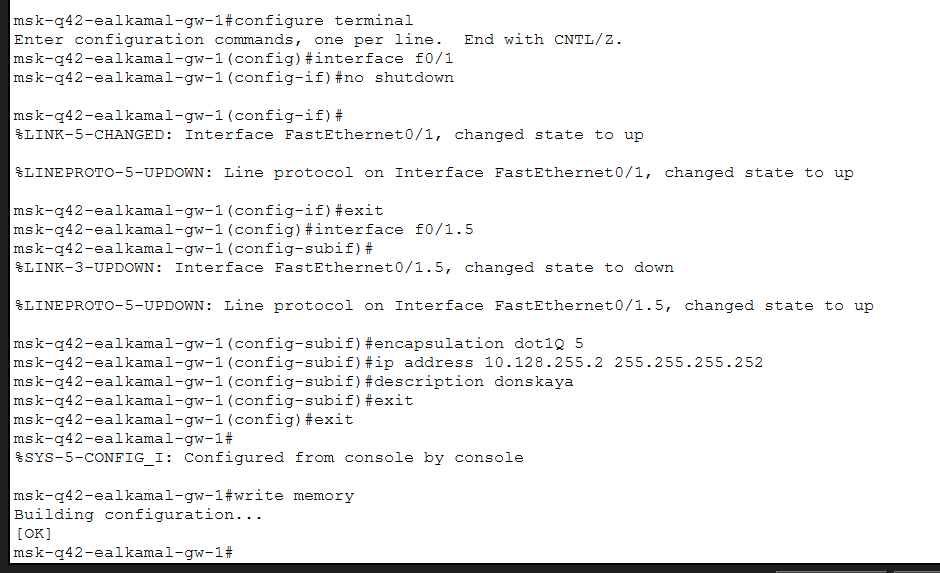 msk-q42-ealkamal-gw-1#configure terminal
Enter configuration commands, one per line.  End with CNTL/Z.
msk-q42-ealkamal-gw-1(config)#interface f0/1
msk-q42-ealkamal-gw-1(config-if)#no shutdown
msk-q42-ealkamal-gw-1(config-if)#
%LINK-5-CHANGED: Interface FastEthernet0/1, changed state to up
%LINEPROTO-5-UPDOWN: Line protocol on Interface FastEthernet0/1, changed state to up
msk-q42-ealkamal-gw-1(config-if)#exit
msk-q42-ealkamal-gw-1(config)#interface f0/1.5
msk-q42-ealkamal-gw-1(config-subif)#
%LINK-3-UPDOWN: Interface FastEthernet0/1.5, changed state to down
%LINEPROTO-5-UPDOWN: Line protocol on Interface FastEthernet0/1.5, changed state to up
msk-q42-ealkamal-gw-1(config-subif)#encapsulation dot1Q 5
msk-q42-ealkamal-gw-1(config-subif)#ip address 10.128.255.2 255.255.255.252
msk-q42-ealkamal-gw-1(config-subif)#description donskaya
msk-q42-ealkamal-gw-1(config-subif)#exit
msk-q42-ealkamal-gw-1(config)#exit
msk-q42-ealkamal-gw-1#
%SYS-5-CONFIG_I: Configured from console by console
msk-q42-ealkamal-gw-1#write memory
Building configuration...
[OK]
msk-q42-ealkamal-gw-1#